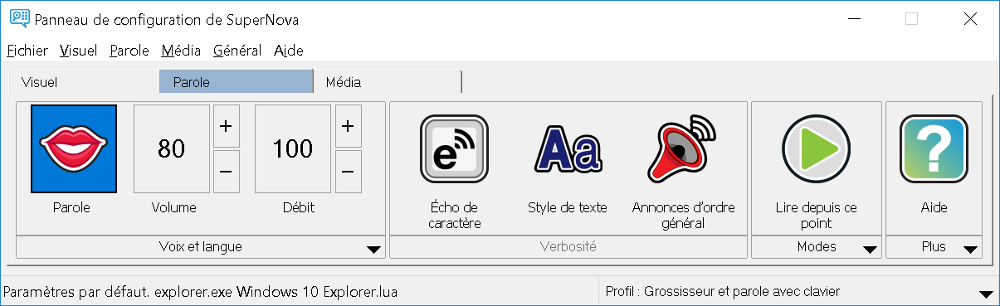 Panneau de configuration de SuperNova
Fichier Visuel Parole Média Général Aide
Visuel Parole Média
80 + − 100 + −
e Aa ?
Parole Volume Débit Écho de caractère Style de texte Annonces d'ordre général Lire depuis ce point Aide
Voix et langue Verbosité Modes Plus
Paramètres par défaut. explorer.exe Windows 10 Explorer.lua Profil : Grossisseur et parole avec clavier